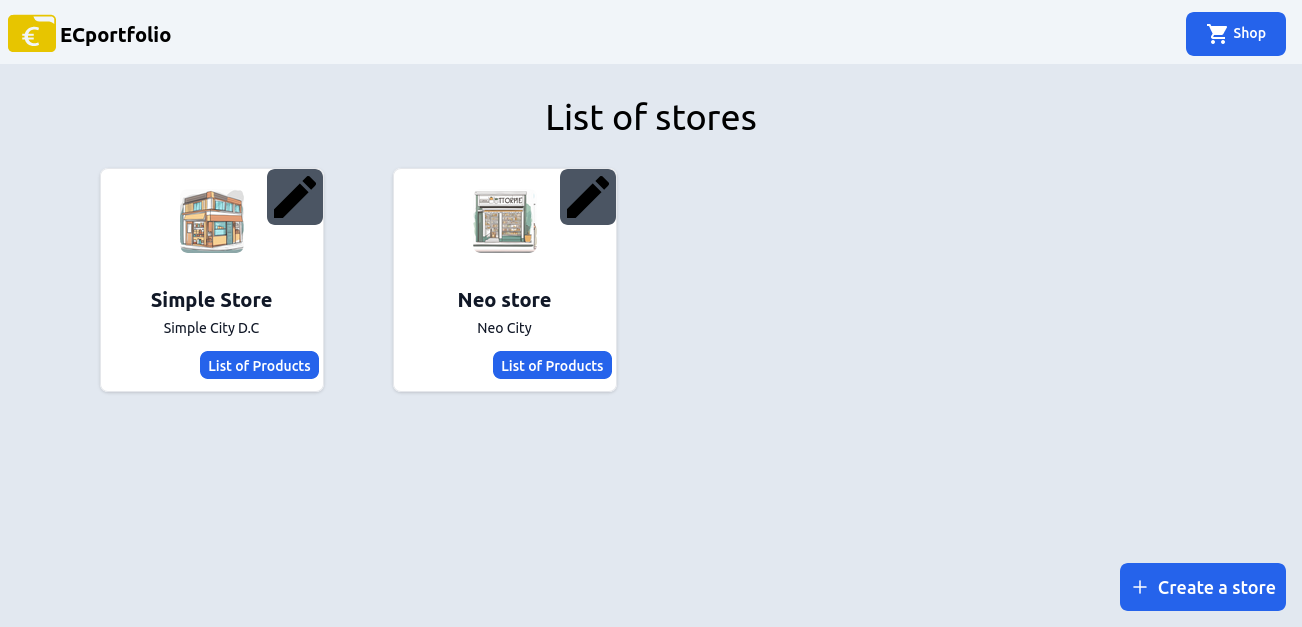 € ECportfolio
Shop
List of stores
Simple Store
Simple City D.C
List of Products
Neo store
Neo City
List of Products
+ Create a store